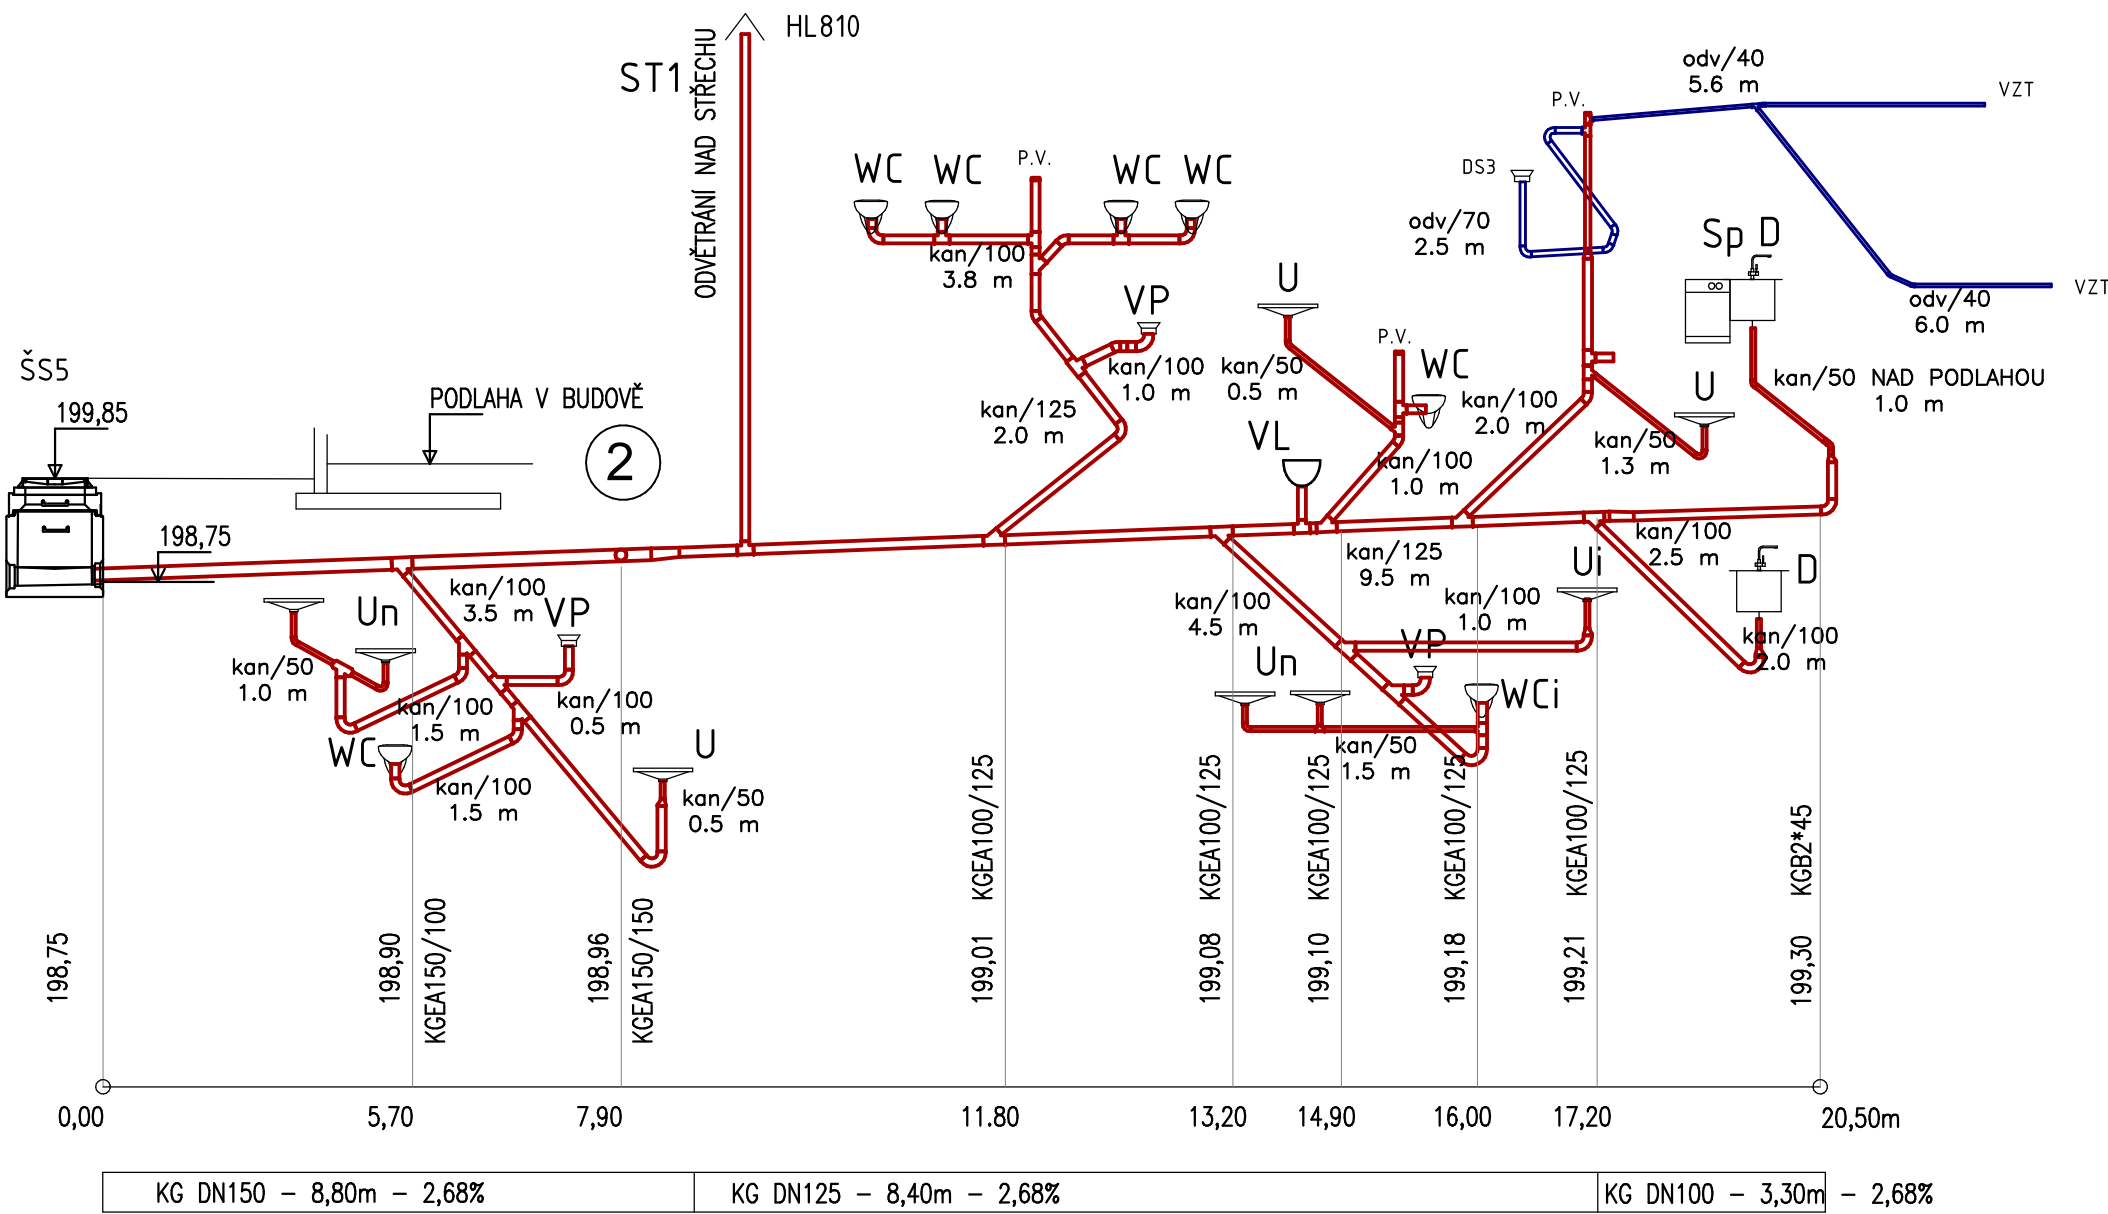 HL810
ST1
ODVĚTRÁNÍ NAD STŘECHU
odv/40
5.6 m
VZT
P.V.
WC
WC
P.V.
WC
WC
DS3
odv/70
2.5 m
Sp D
kan/100
3.8 m
U
VP
VZT
odv/40
6.0 m
ŠS5
199,85
PODLAHA V BUDOVĚ
2
kan/100
1.0 m
kan/50
0.5 m
P.V.
WC
kan/50 NAD PODLAHOU
1.0 m
U
kan/125
2.0 m
kan/100
2.0 m
VL
kan/100
1.0 m
kan/50
1.3 m
198,75
kan/100
3.5 m
kan/125
9.5 m
kan/100
2.5 m
Ui
D
Un
VP
kan/100
4.5 m
kan/100
1.0 m
kan/100
2.0 m
kan/50
1.0 m
VP
Un
WCi
kan/100
1.5 m
kan/100
0.5 m
WC
U
kan/50
1.5 m
kan/100
1.5 m
kan/50
0.5 m
198,75
198,90
KGEA150/100
198,96
KGEA150/150
199,01 KGEA100/125
199,08 KGEA100/125
199,10 KGEA100/125
199,18 KGEA100/125
199,21 KGEA100/125
199,30 KGB2*45
0,00
5,70
7,90
11.80
13,20
14,90
16,00
17,20
20,50m
KG DN150 – 8,80m – 2,68%
KG DN125 – 8,40m – 2,68%
KG DN100 – 3,30m – 2,68%